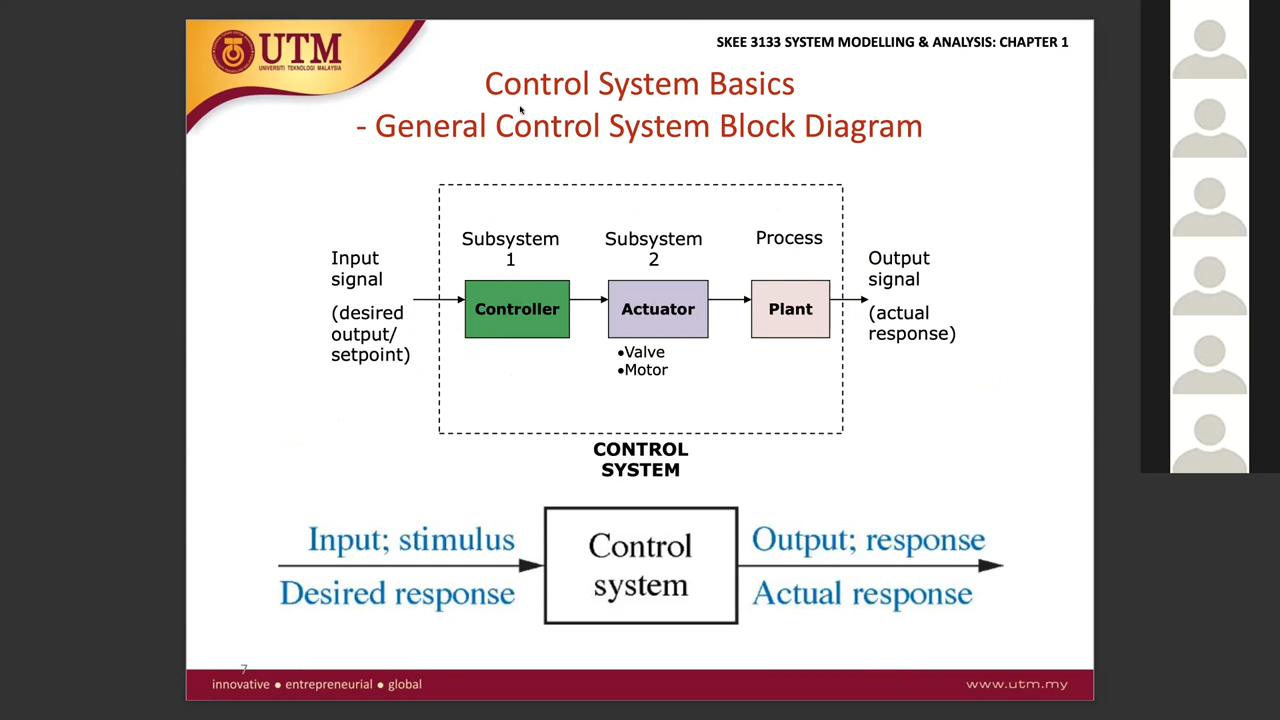 UTM
UNIVERSITI TEKNOLOGI MALAYSIA
SKEE 3133 SYSTEM MODELLING & ANALYSIS: CHAPTER 1
Control System Basics
- General Control System Block Diagram
Input
signal
(desired
output/
setpoint)
Subsystem
1
Controller
Subsystem
2
Actuator
•Valve
•Motor
Process
Plant
Output
signal
(actual
response)
CONTROL
SYSTEM
Input; stimulus
Desired response
Control
system
Output; response
Actual response
7
innovative ● entrepreneurial ● global
www.utm.my